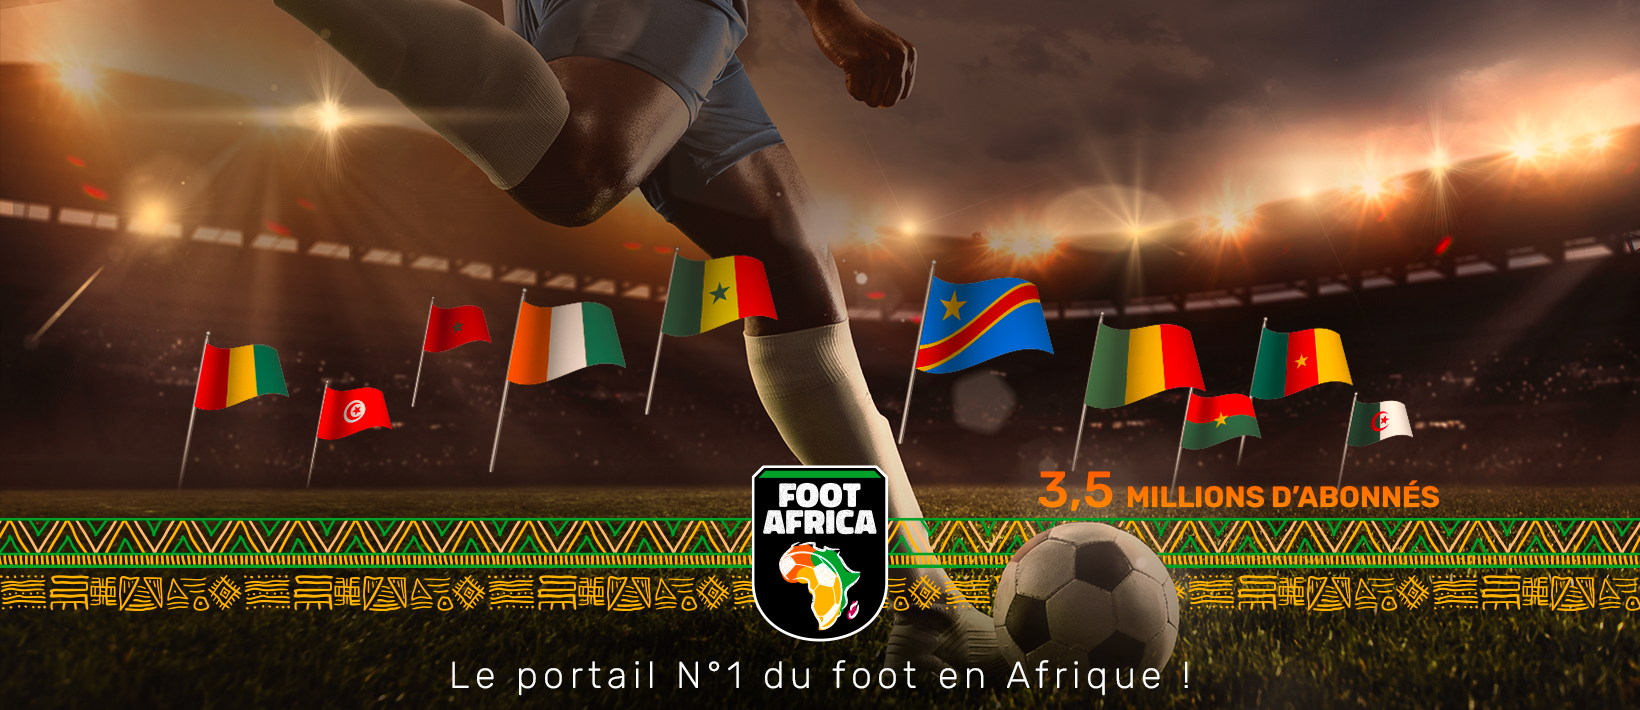 FOOT
AFRICA
3,5 MILLIONS D'ABONNÉS
Le portail N°1 du foot en Afrique !